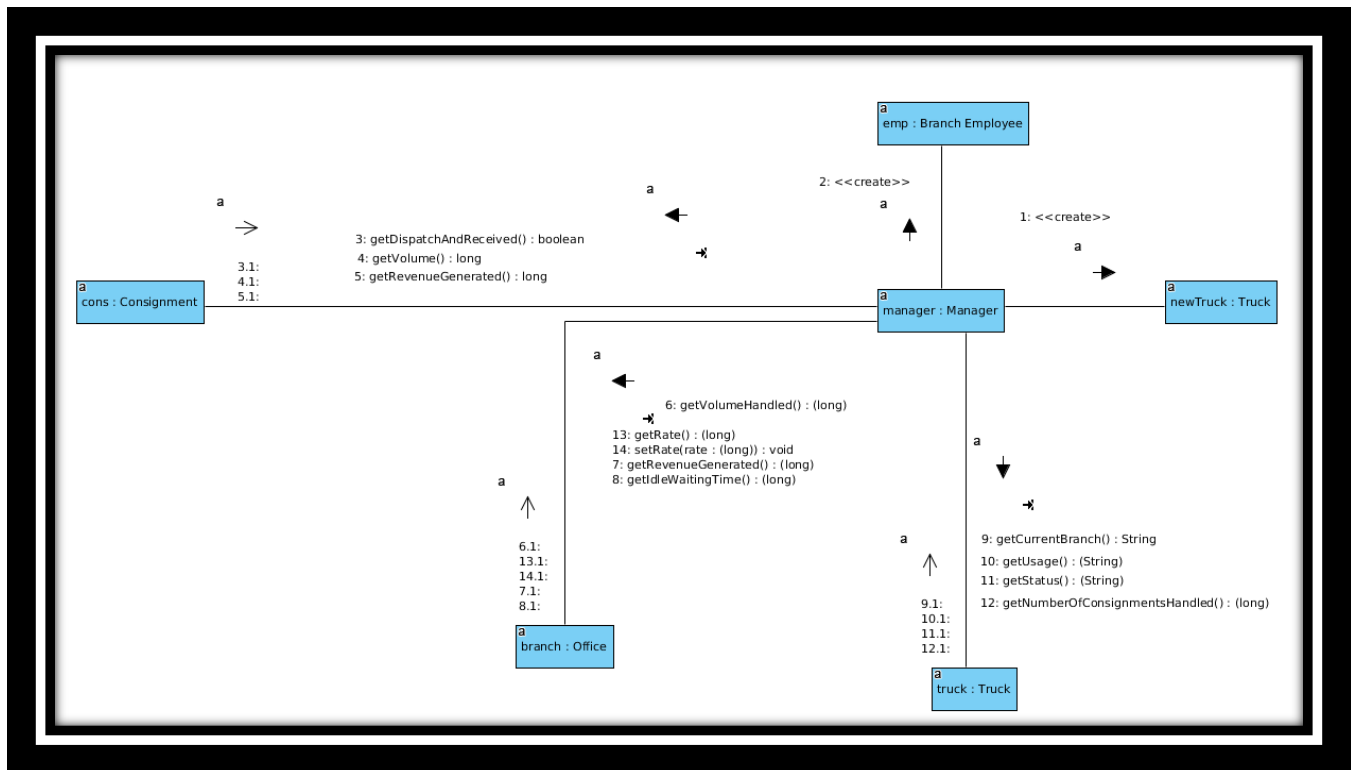 a
emp : Branch Employee
2: <<create>>
a
a
a
1: <<create>>
a
3: getDispatchAndReceived() : boolean
4: getVolume() : long
5: getRevenueGenerated() : long
3.1:
4.1:
5.1:
a
cons : Consignment
a
manager : Manager
a
newTruck : Truck
a
6: getVolumeHandled() : (long)
13: getRate() : (long)
14: setRate(rate : (long)) : void
7: getRevenueGenerated() : (long)
8: getIdleWaitingTime() : (long)
a
6.1:
13.1:
14.1:
7.1:
8.1:
a
branch : Office
a
9: getCurrentBranch() : String
10: getUsage() : (String)
11: getStatus() : (String)
12: getNumberOfConsignmentsHandled() : (long)
a
9.1:
10.1:
11.1:
12.1:
a
truck : Truck